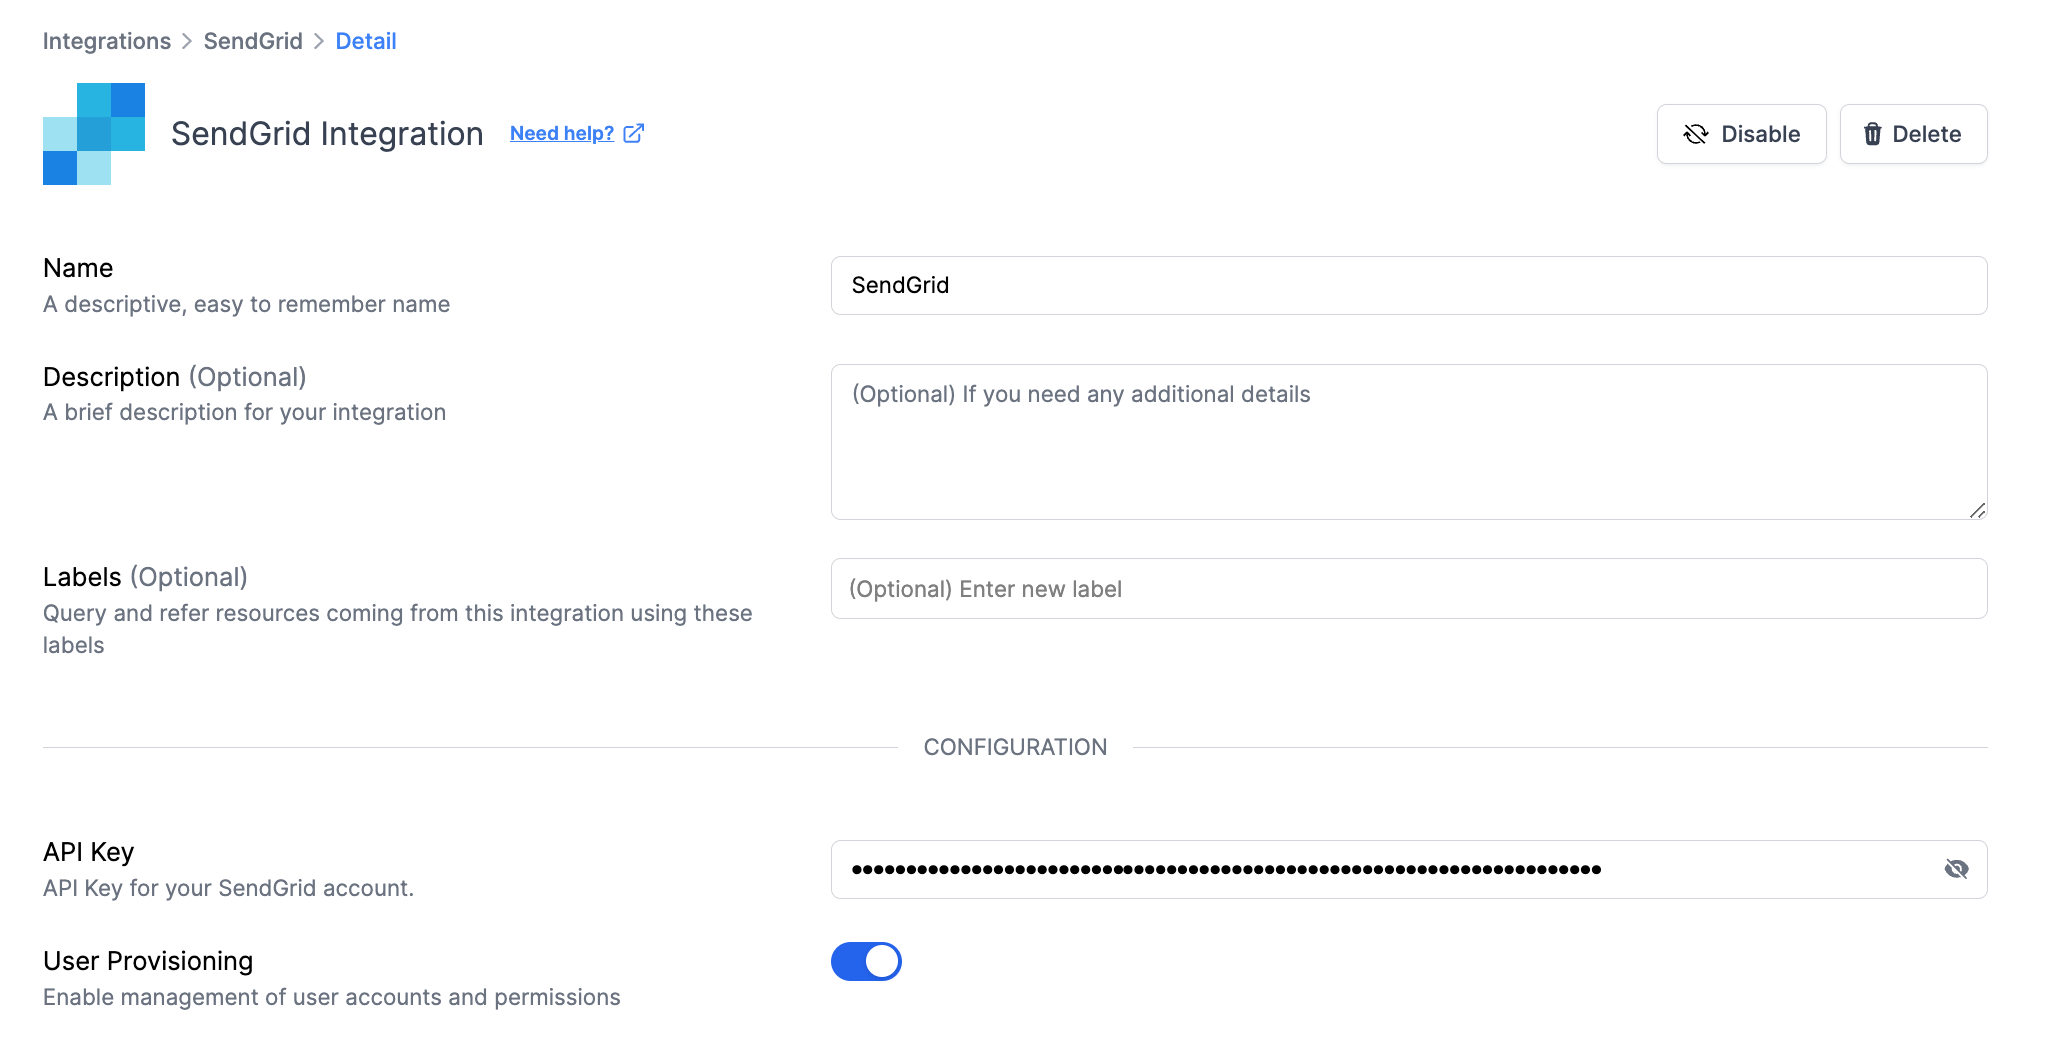 Integrations > SendGrid > Detail
SendGrid Integration Need help?
Disable
Delete
Name
A descriptive, easy to remember name
SendGrid
Description (Optional)
A brief description for your integration
(Optional) If you need any additional details
Labels (Optional)
Query and refer resources coming from this integration using these
labels
(Optional) Enter new label
CONFIGURATION
API Key
API Key for your SendGrid account.
User Provisioning
Enable management of user accounts and permissions